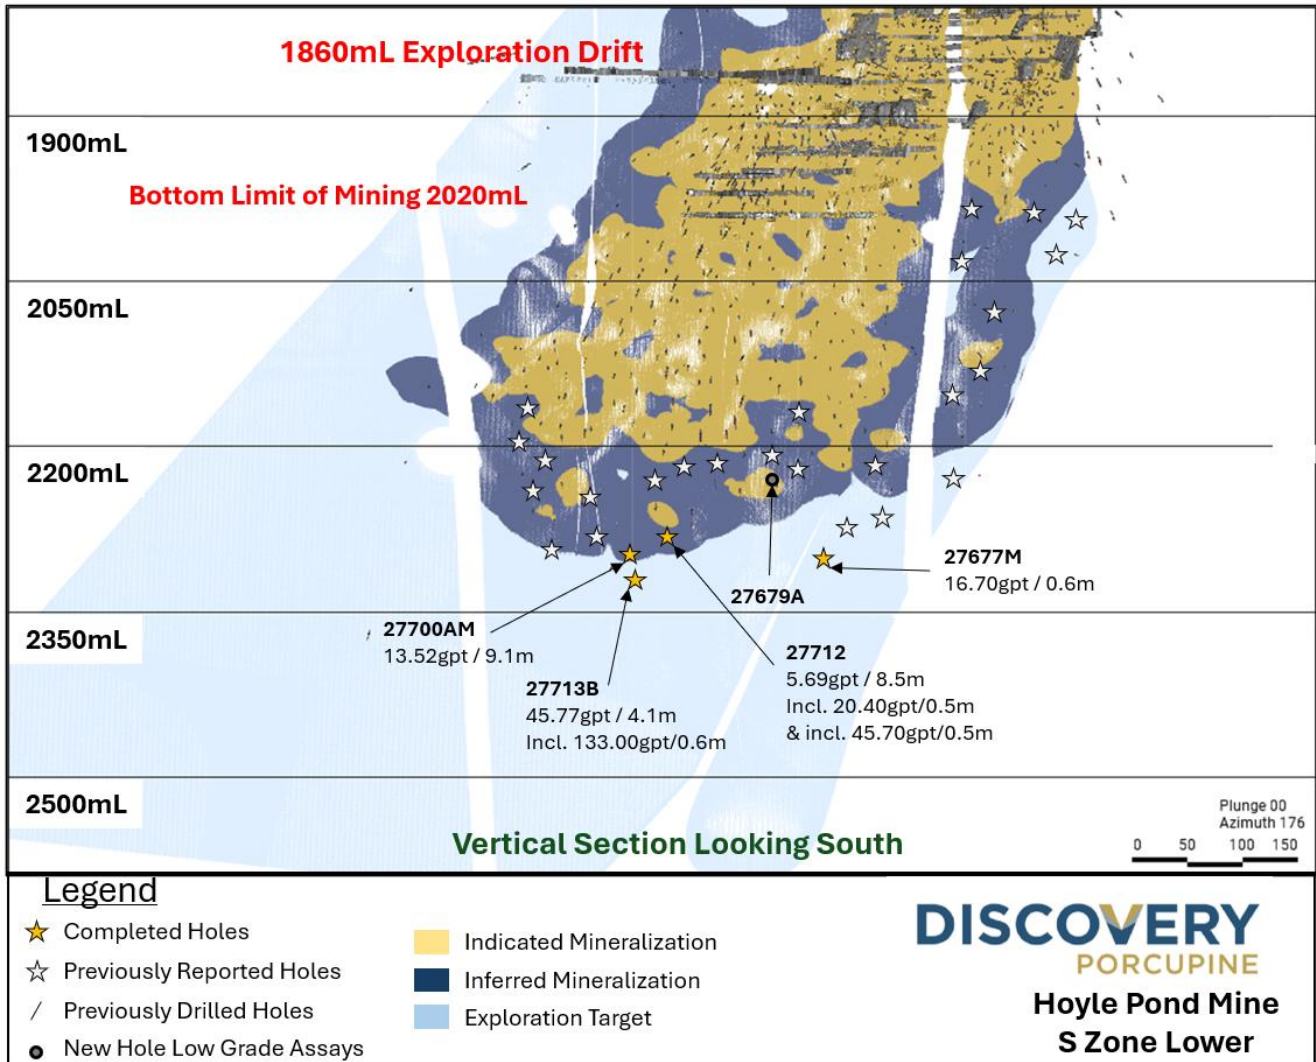 1860mL Exploration Drift
1900mL
Bottom Limit of Mining 2020mL
2050mL
2200mL
27677M
16.70gpt / 0.6m
27679A
27700AM
13.52gpt / 9.1m
2350mL
27712
5.69gpt / 8.5m
Incl. 20.40gpt/0.5m
& incl. 45.70gpt/0.5m
27713B
45.77gpt / 4.1m
Incl. 133.00gpt/0.6m
2500mL
Vertical Section Looking South
Plunge 00
Azimuth 176
0 50 100 150
Legend
Completed Holes
Previously Reported Holes
Previously Drilled Holes
New Hole Low Grade Assays
Indicated Mineralization
Inferred Mineralization
Exploration Target
DISCOVERY
PORCUPINE
Hoyle Pond Mine
S Zone Lower